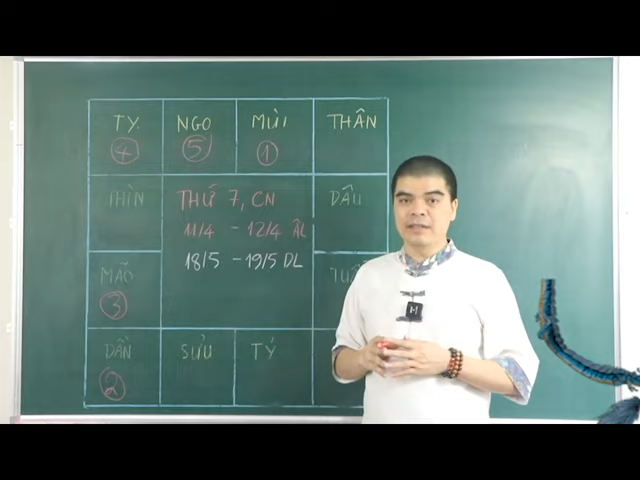 TỴ NGỌ MÙI THÂN
4 5 1
THÌN THỨ 7, CN DẬU
11/4 - 12/4 ÂL
18/5 - 19/5 DL
MÃO
3
DẦN SỬU TÝ
2